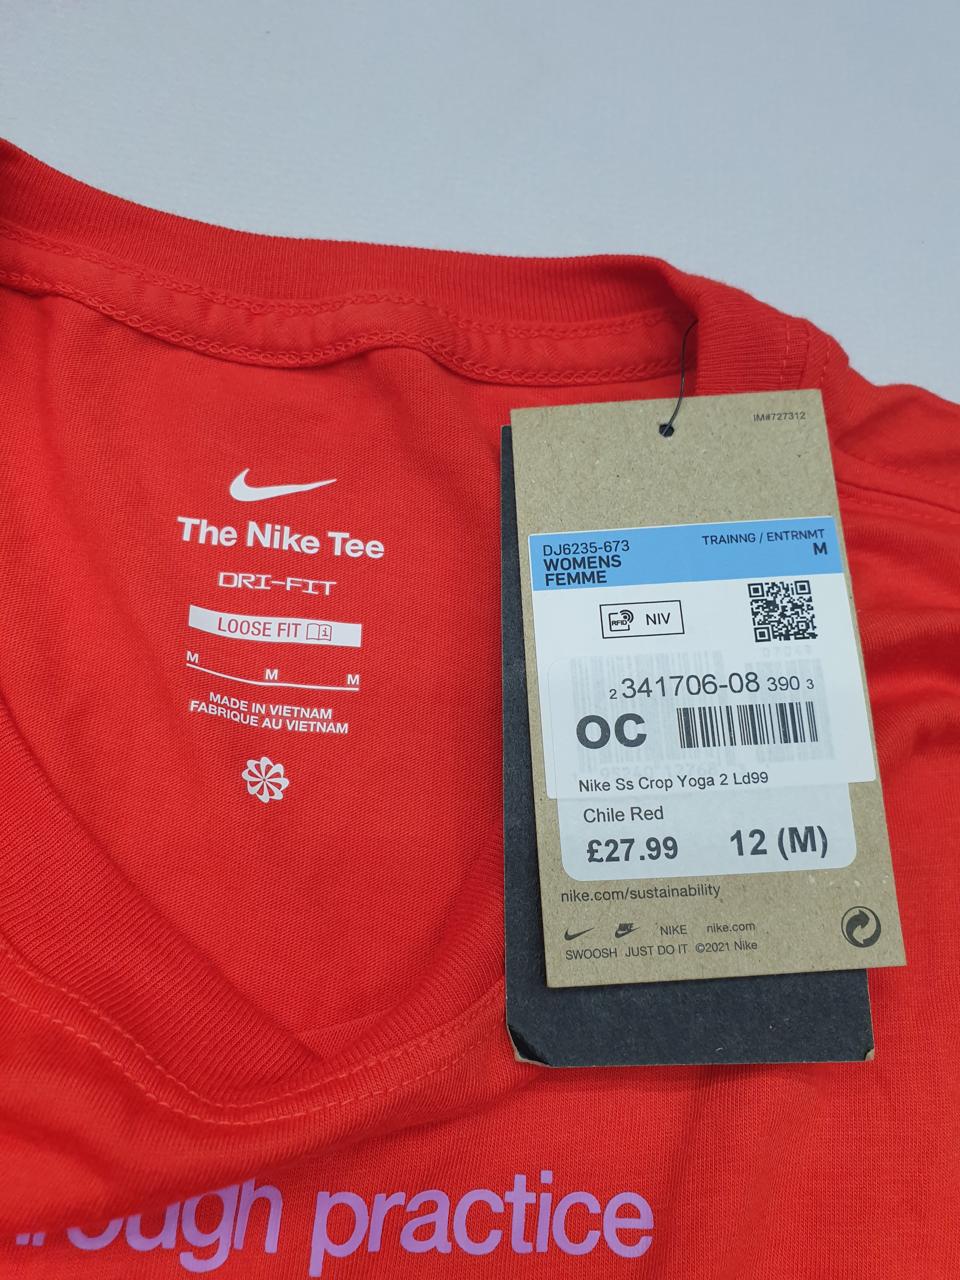 The Nike Tee
DRI-FIT
LOOSE FIT
M M M
MADE IN VIETNAM
FABRIQUE AU VIETNAM
IM#727312
DJ6235-673
WOMENS
FEMME
TRAINNG / ENTRNMT
M
RFID NIV
2 341706-08 390 3
OC
Nike Ss Crop Yoga 2 Ld99
Chile Red
£27.99 12 (M)
nike.com/sustainability
NIKE nike.com
SWOOSH JUST DO IT ©2021 Nike
practice